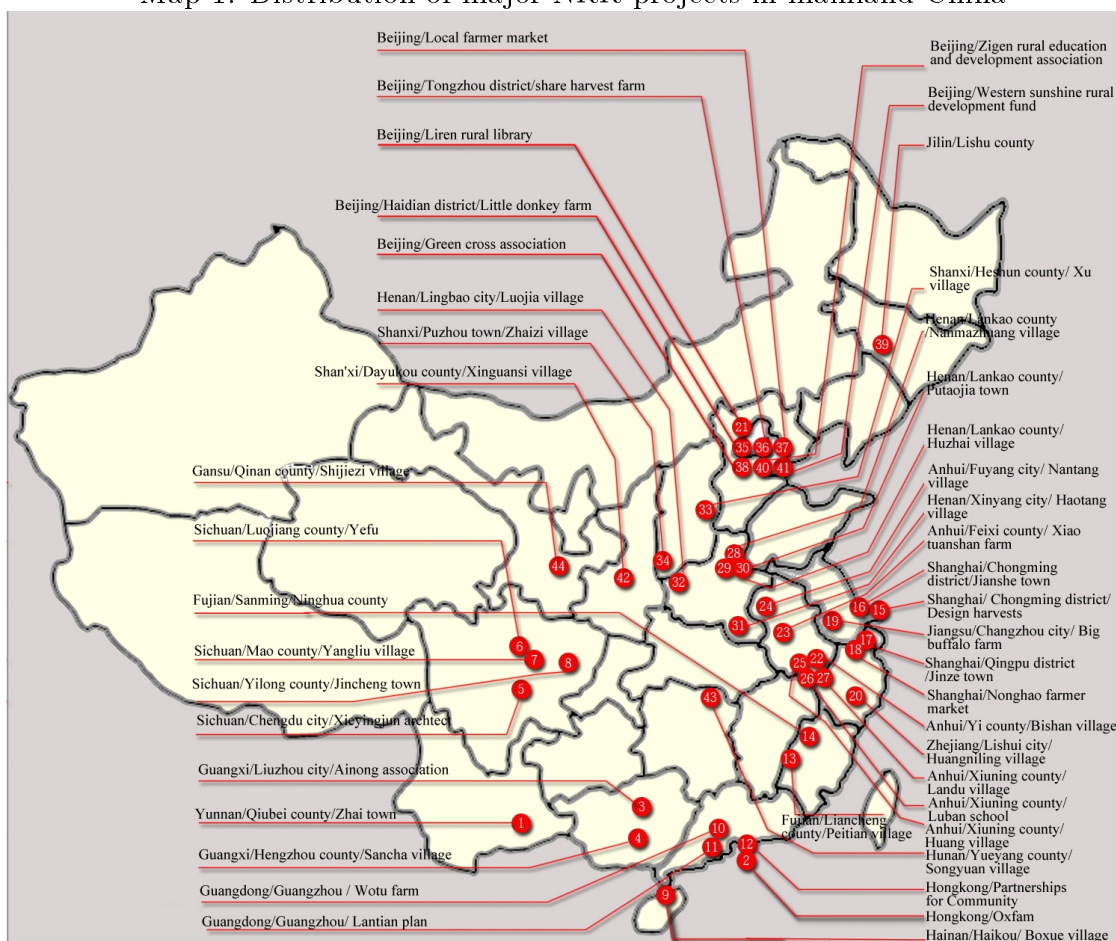 Map 1: Distribution of major NRR projects in mainland China
Beijing/Local farmer market
Beijing/Tongzhou district/share harvest farm
Beijing/Liren rural library
Beijing/Haidian district/Little donkey farm
Beijing/Green cross association
Henan/Lingbao city/Luojia village
Shanxi/Puzhou town/Zhaizi village
Shan'xi/Dayukou county/Xinguansi village
Gansu/Qinan county/Shijiezi village
Sichuan/Luojiang county/Yefu
Fujian/Sanming/Ninghua county
Sichuan/Mao county/Yangliu village
Sichuan/Yilong county/Jincheng town
Sichuan/Chengdu city/Xieyingjun archtect
Guangxi/Liuzhou city/Ainong association
Yunnan/Qiubei county/Zhai town
Guangxi/Hengzhou county/Sancha village
Guangdong/Guangzhou / Wotu farm
Guangdong/Guangzhou/ Lantian plan
Beijing/Zigen rural education
and development association
Beijing/Western sunshine rural
development fund
Jilin/Lishu county
Shanxi/Heshun county/ Xu
village
Henan/Lankao county
/Nanmazhuang village
Henan/Lankao county/
Putaojia town
Henan/Lankao county/
Huzhai village
Anhui/Fuyang city/ Nantang
village
Henan/Xinyang city/ Haotang
village
Anhui/Feixi county/ Xiao
tuanshan farm
Shanghai/Chongming
district/Jianshe town
Shanghai/ Chongming district/
Design harvests
Jiangsu/Changzhou city/ Big
buffalo farm
Shanghai/Qingpu district
/Jinze town
Shanghai/Nonghao farmer
market
Anhui/Yi county/Bishan village
Zhejiang/Lishui city/
Huangniling village
Anhui/Xiuning county/
Landu village
Anhui/Xiuning county/
Luban school
Anhui/Xiuning county/
Huang village
Fujian/Liancheng
county/Peitian village
Hunan/Yueyang county/
Songyuan village
Hongkong/Partnerships
for Community
Hongkong/Oxfam
Hainan/Haikou/ Boxue village
39
21
35 36 37
38 40 41
33
28
29 30
34
32
44
42
24
31
23
16 15
19
17
18
25 22
26 27
20
6
7
8
5
43
14
13
3
4
1
10
11
12
2
9